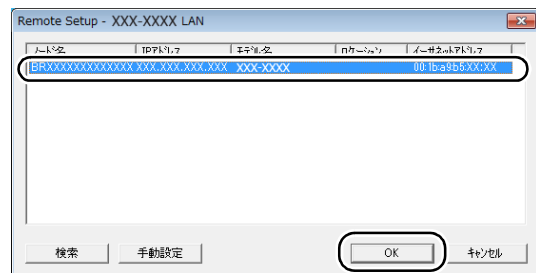 Remote Setup - XXX-XXXX LAN
ノード名 IPアドレス モデル名 ロケーション イーサネットアドレス
BRXXXXXXXXXXXX XXX.XXX.XXX.XXX XXX-XXXX 00:1b:a9:b5:XX:XX
検索 手動設定 OK キャンセル